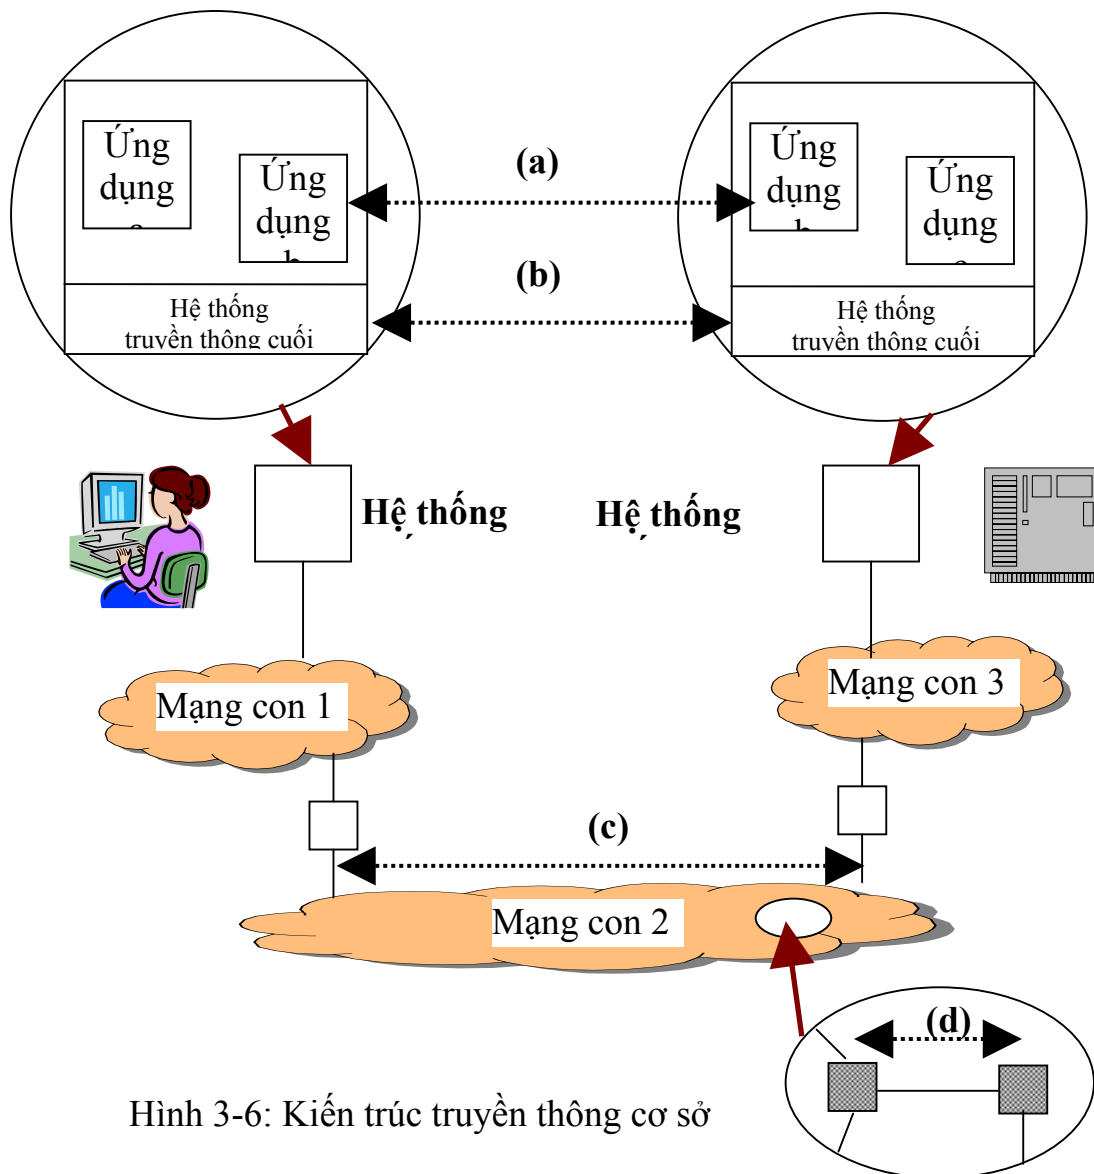 Ứng
dụng
Ứng
dụng
(a)
Ứng
dụng
Ứng
dụng
(b)
Hệ thống
truyền thông cuối
Hệ thống
truyền thông cuối
Hệ thống
Hệ thống
Mạng con 1
Mạng con 3
(c)
Mạng con 2
(d)
Hình 3-6: Kiến trúc truyền thông cơ sở